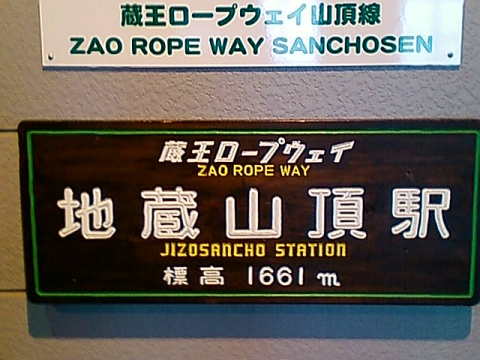 蔵王ロープウェイ山頂線
ZAO ROPE WAY SANCHOSEN
蔵王ロープウェイ
ZAO ROPE WAY
地蔵山頂駅
JIZOSANCHO STATION
標高 1661m